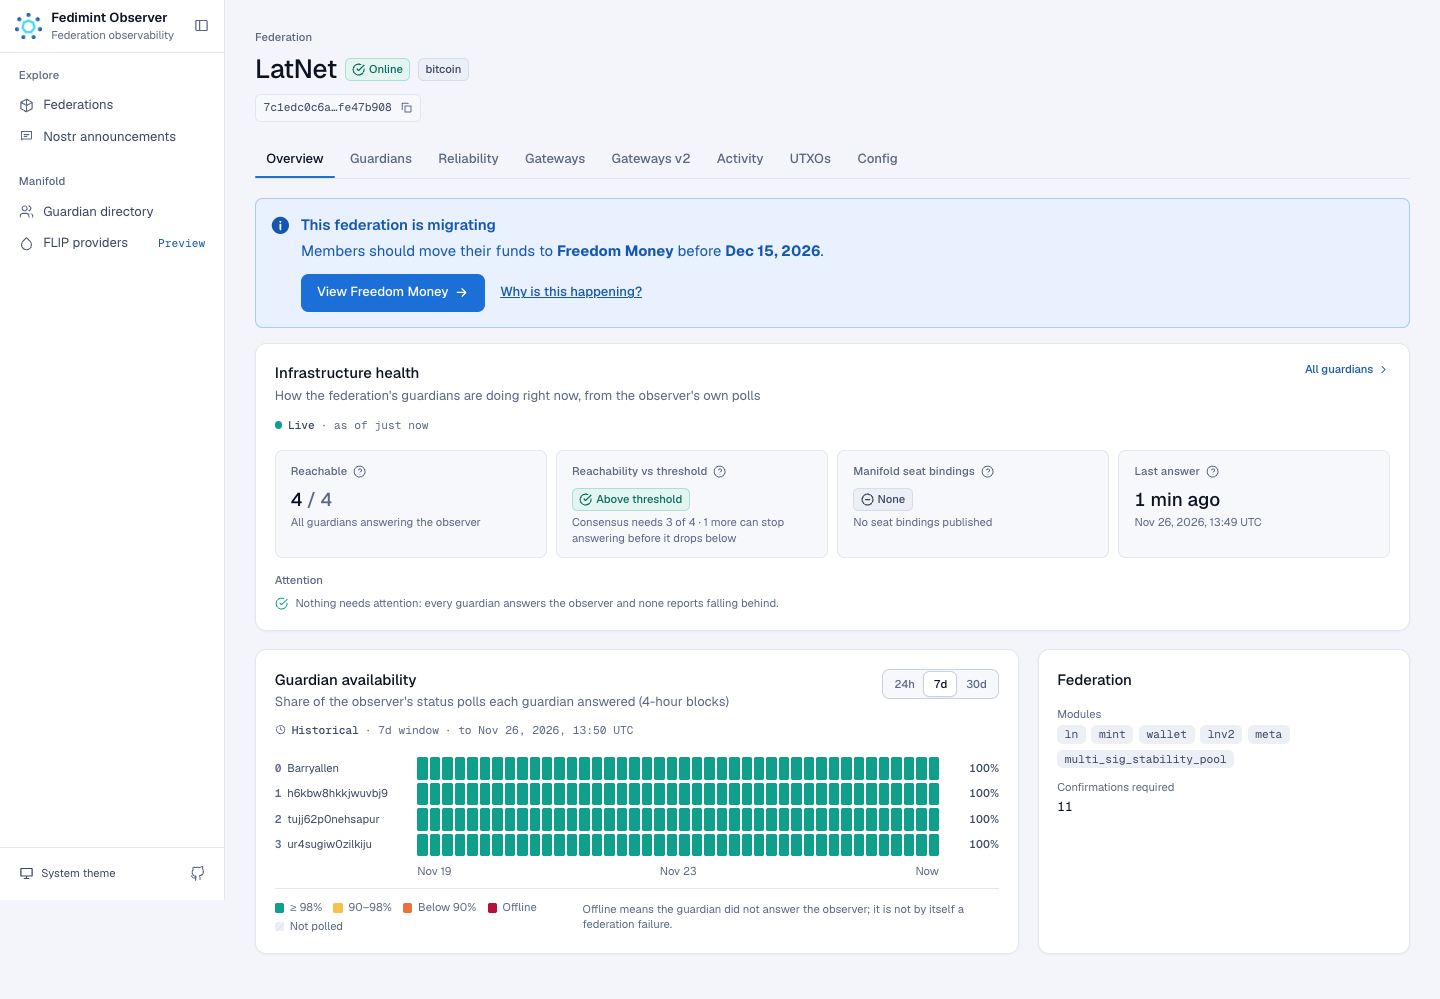 Fedimint Observer
Federation observability
Explore
Federations
Nostr announcements
Manifold
Guardian directory
FLIP providers Preview
System theme
Federation
LatNet Online bitcoin
7c1edc0c6a…fe47b908
Overview Guardians Reliability Gateways Gateways v2 Activity UTXOs Config
This federation is migrating
Members should move their funds to Freedom Money before Dec 15, 2026.
View Freedom Money → Why is this happening?
Infrastructure health
All guardians
How the federation's guardians are doing right now, from the observer's own polls
Live · as of just now
Reachable
4 / 4
All guardians answering the observer
Reachability vs threshold
Above threshold
Consensus needs 3 of 4 · 1 more can stop
answering before it drops below
Manifold seat bindings
None
No seat bindings published
Last answer
1 min ago
Nov 26, 2026, 13:49 UTC
Attention
Nothing needs attention: every guardian answers the observer and none reports falling behind.
Guardian availability
24h 7d 30d
Share of the observer's status polls each guardian answered (4-hour blocks)
Historical · 7d window · to Nov 26, 2026, 13:50 UTC
0 Barryallen 100%
1 h6kbw8hkkjwuvbj9 100%
2 tujj62p0nehsapur 100%
3 ur4sugiw0zilkiju 100%
Nov 19 Nov 23 Now
≥ 98% 90–98% Below 90% Offline
Not polled
Offline means the guardian did not answer the observer; it is not by itself a
federation failure.
Federation
Modules
ln mint wallet lnv2 meta
multi_sig_stability_pool
Confirmations required
11